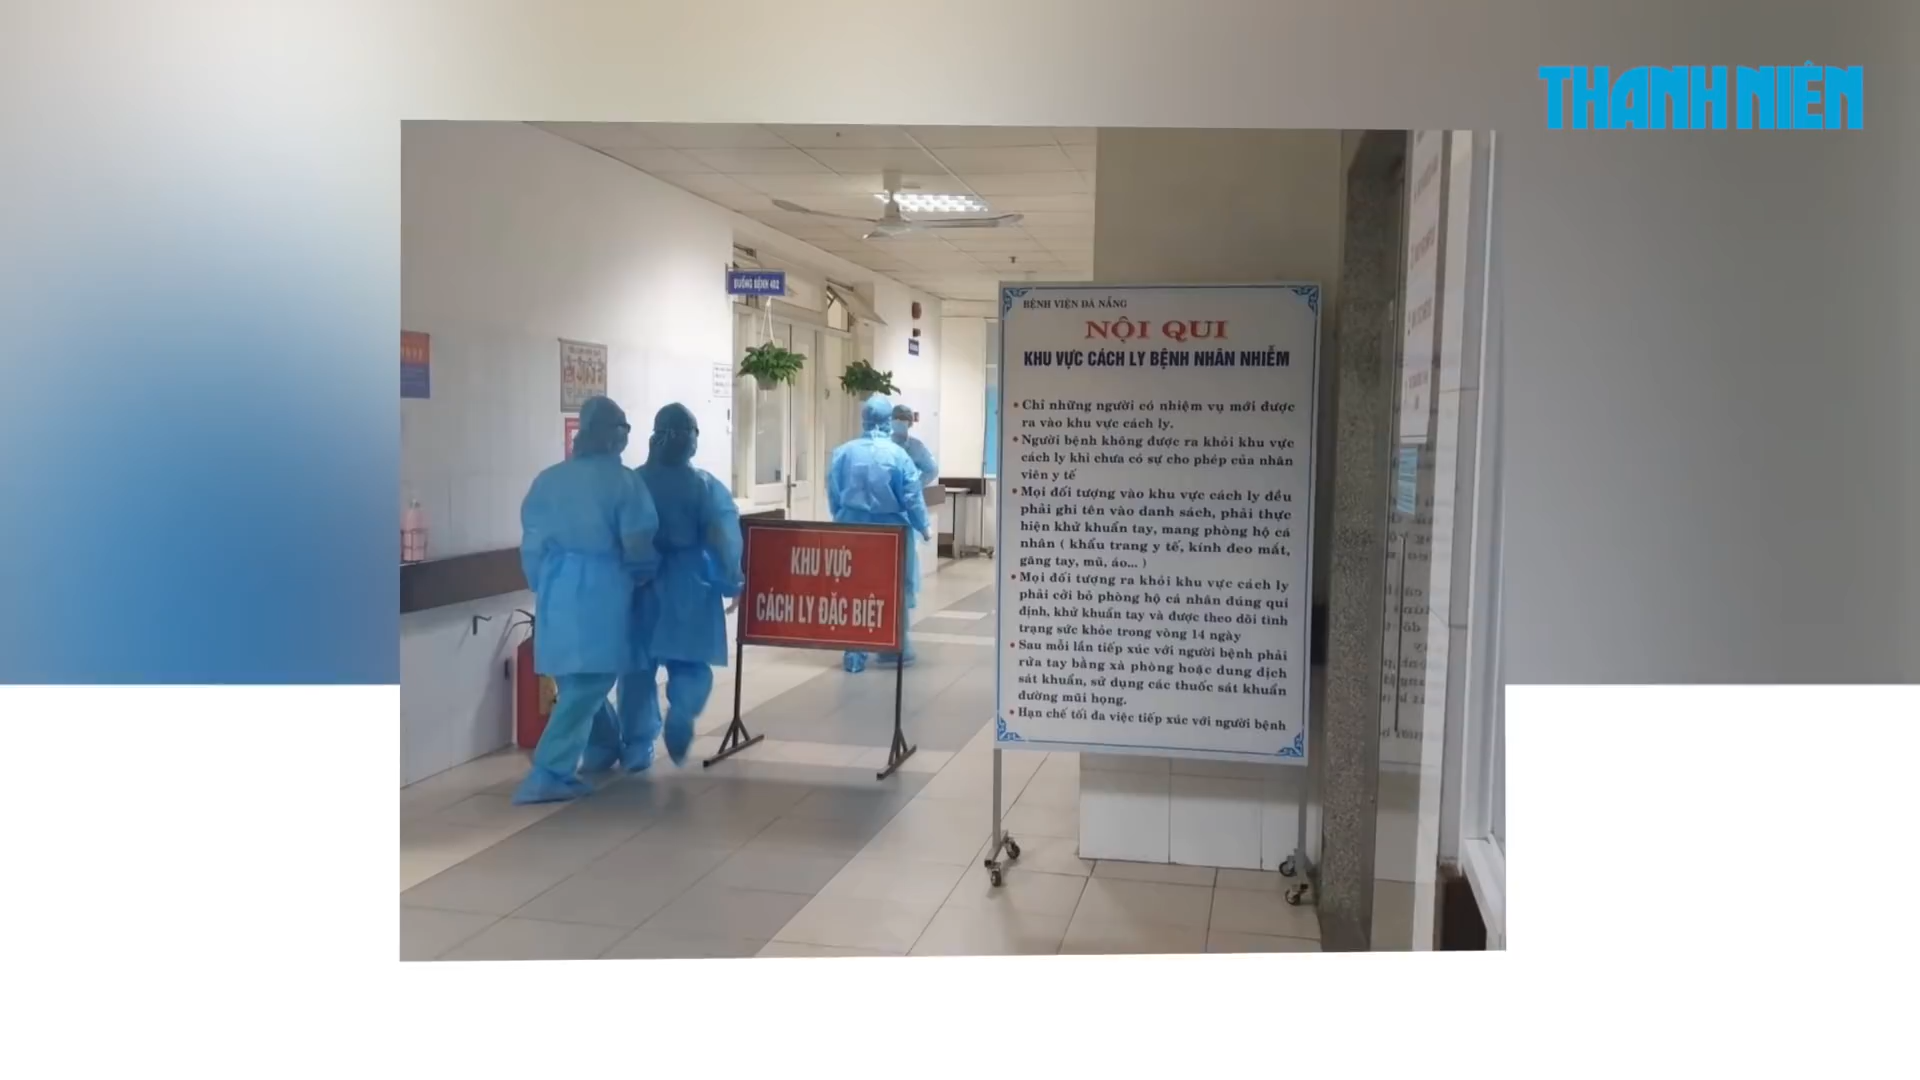 THANH NIÊN
BUỒNG BỆNH 402
BỆNH VIỆN ĐÀ NẴNG
NỘI QUI
KHU VỰC CÁCH LY BỆNH NHÂN NHIỄM
• Chỉ những người có nhiệm vụ mới được
ra vào khu vực cách ly.
• Người bệnh không được ra khỏi khu vực
cách ly khi chưa có sự cho phép của nhân
viên y tế
• Mọi đối tượng vào khu vực cách ly đều
phải ghi tên vào danh sách, phải thực
hiện khử khuẩn tay, mang phòng hộ cá
nhân ( khẩu trang y tế, kính đeo mắt,
găng tay, mũ, áo... )
• Mọi đối tượng ra khỏi khu vực cách ly
phải cởi bỏ phòng hộ cá nhân đúng qui
định, khử khuẩn tay và được theo dõi tình
trạng sức khỏe trong vòng 14 ngày
• Sau mỗi lần tiếp xúc với người bệnh phải
rửa tay bằng xà phòng hoặc dung dịch
sát khuẩn, sử dụng các thuốc sát khuẩn
đường mũi họng.
• Hạn chế tối đa việc tiếp xúc với người bệnh
KHU VỰC
CÁCH LY ĐẶC BIỆT